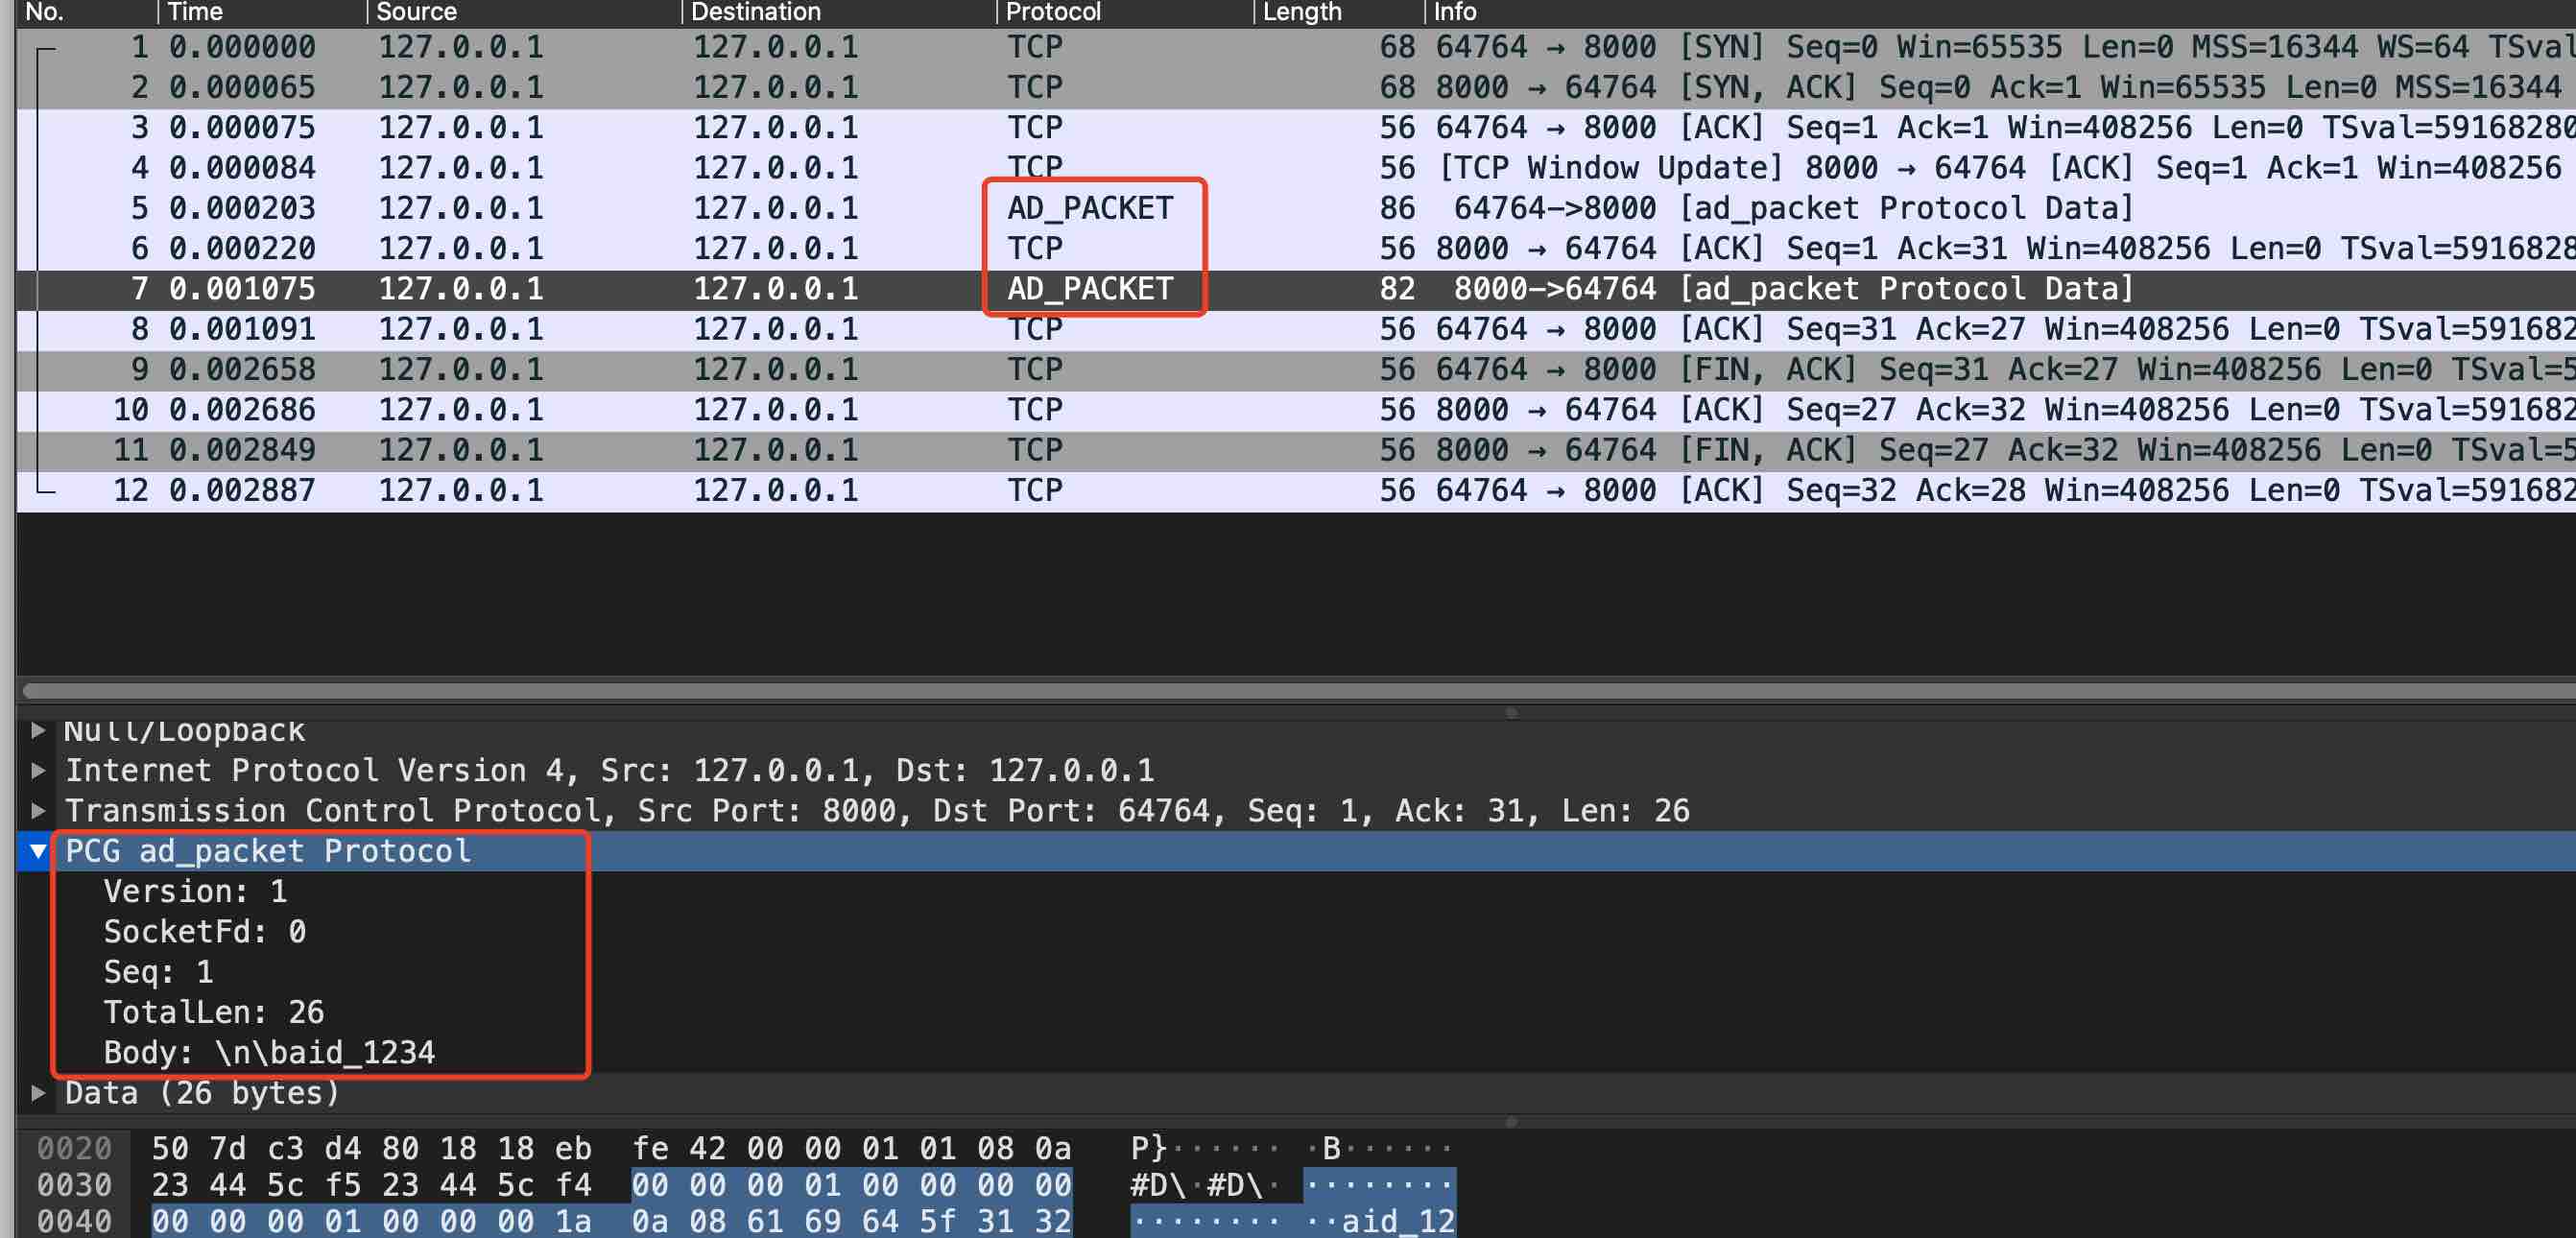 No. Time Source Destination Protocol Length Info
1 0.000000 127.0.0.1 127.0.0.1 TCP 68 64764 → 8000 [SYN] Seq=0 Win=65535 Len=0 MSS=16344 WS=64 TSval
2 0.000065 127.0.0.1 127.0.0.1 TCP 68 8000 → 64764 [SYN, ACK] Seq=0 Ack=1 Win=65535 Len=0 MSS=16344
3 0.000075 127.0.0.1 127.0.0.1 TCP 56 64764 → 8000 [ACK] Seq=1 Ack=1 Win=408256 Len=0 TSval=59168280
4 0.000084 127.0.0.1 127.0.0.1 TCP 56 [TCP Window Update] 8000 → 64764 [ACK] Seq=1 Ack=1 Win=408256
5 0.000203 127.0.0.1 127.0.0.1 AD_PACKET 86 64764->8000 [ad_packet Protocol Data]
6 0.000220 127.0.0.1 127.0.0.1 TCP 56 8000 → 64764 [ACK] Seq=1 Ack=31 Win=408256 Len=0 TSval=5916828
7 0.001075 127.0.0.1 127.0.0.1 AD_PACKET 82 8000->64764 [ad_packet Protocol Data]
8 0.001091 127.0.0.1 127.0.0.1 TCP 56 64764 → 8000 [ACK] Seq=31 Ack=27 Win=408256 Len=0 TSval=591682
9 0.002658 127.0.0.1 127.0.0.1 TCP 56 64764 → 8000 [FIN, ACK] Seq=31 Ack=27 Win=408256 Len=0 TSval=5
10 0.002686 127.0.0.1 127.0.0.1 TCP 56 8000 → 64764 [ACK] Seq=27 Ack=32 Win=408256 Len=0 TSval=591682
11 0.002849 127.0.0.1 127.0.0.1 TCP 56 8000 → 64764 [FIN, ACK] Seq=27 Ack=32 Win=408256 Len=0 TSval=5
12 0.002887 127.0.0.1 127.0.0.1 TCP 56 64764 → 8000 [ACK] Seq=32 Ack=28 Win=408256 Len=0 TSval=591682
Null/Loopback
Internet Protocol Version 4, Src: 127.0.0.1, Dst: 127.0.0.1
Transmission Control Protocol, Src Port: 8000, Dst Port: 64764, Seq: 1, Ack: 31, Len: 26
PCG ad_packet Protocol
Version: 1
SocketFd: 0
Seq: 1
TotalLen: 26
Body: \n\baid_1234
Data (26 bytes)
0020 50 7d c3 d4 80 18 18 eb fe 42 00 00 01 01 08 0a P}······ ·B······
0030 23 44 5c f5 23 44 5c f4 00 00 00 01 00 00 00 00 #D\·#D\· ········
0040 00 00 00 01 00 00 00 1a 0a 08 61 69 64 5f 31 32 ········ ··aid_12